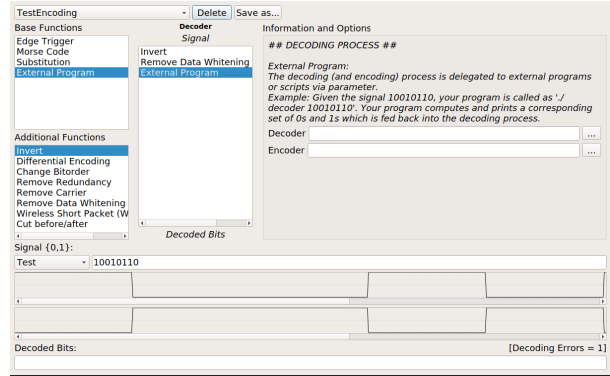 TestEncoding Delete Save as...
Base Functions
Edge Trigger
Morse Code
Substitution
External Program
Additional Functions
Invert
Differential Encoding
Change Bitorder
Remove Redundancy
Remove Carrier
Remove Data Whitening
Wireless Short Packet (W
Cut before/after
Decoder
Signal
Invert
Remove Data Whitening
External Program
Decoded Bits
Information and Options
## DECODING PROCESS ##
External Program:
The decoding (and encoding) process is delegated to external programs
or scripts via parameter.
Example: Given the signal 10010110, your program is called as './
decoder 10010110'. Your program computes and prints a corresponding
set of 0s and 1s which is fed back into the decoding process.
Decoder ...
Encoder ...
Signal {0,1}:
Test 10010110
Decoded Bits: [Decoding Errors = 1]